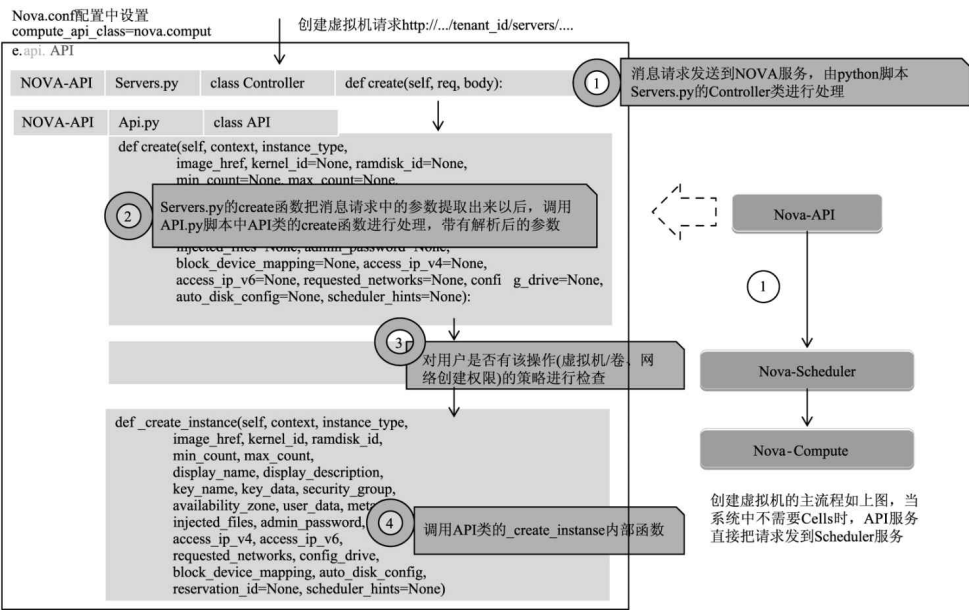 Nova.conf配置中设置
compute_api_class=nova.comput
e.api. API
创建虚拟机请求http://.../tenant_id/servers/....
NOVA-API Servers.py class Controller def create(self, req, body):
1
消息请求发送到NOVA服务，由python脚本
Servers.py的Controller类进行处理
NOVA-API Api.py class API
def create(self, context, instance_type,
image_href, kernel_id=None, ramdisk_id=None,
min_count=None, max_count=None,
2
Servers.py的create函数把消息请求中的参数提取出来以后，调用
API.py脚本中API类的create函数进行处理，带有解析后的参数
injected_files=None, admin_password=None,
block_device_mapping=None, access_ip_v4=None,
access_ip_v6=None, requested_networks=None, confi g_drive=None,
auto_disk_config=None, scheduler_hints=None):
3
对用户是否有该操作(虚拟机/卷、网
络创建权限)的策略进行检查
def _create_instance(self, context, instance_type,
image_href, kernel_id, ramdisk_id,
min_count, max_count,
display_name, display_description,
key_name, key_data, security_group,
availability_zone, user_data, meta
injected_files, admin_password,
access_ip_v4, access_ip_v6,
requested_networks, config_drive,
block_device_mapping, auto_disk_config,
reservation_id=None, scheduler_hints=None)
4
调用API类的_create_instanse内部函数
Nova-API
1
Nova-Scheduler
Nova-Compute
创建虚拟机的主流程如上图，当
系统中不需要Cells时，API服务
直接把请求发到Scheduler服务